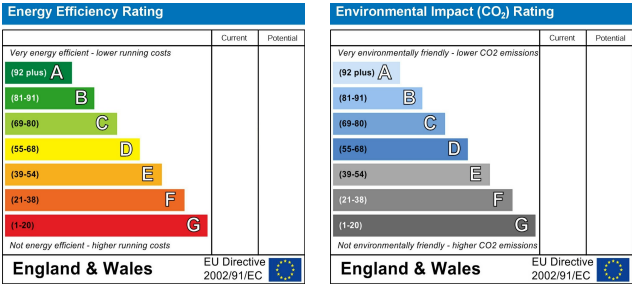 Energy Efficiency Rating
Current Potential
Very energy efficient - lower running costs
(92 plus) A
(81-91) B
(69-80) C
(55-68) D
(39-54) E
(21-38) F
(1-20) G
Not energy efficient - higher running costs
England & Wales
EU Directive
2002/91/EC
Environmental Impact (CO₂) Rating
Current Potential
Very environmentally friendly - lower CO2 emissions
(92 plus) A
(81-91) B
(69-80) C
(55-68) D
(39-54) E
(21-38) F
(1-20) G
Not environmentally friendly - higher CO2 emissions
England & Wales
EU Directive
2002/91/EC